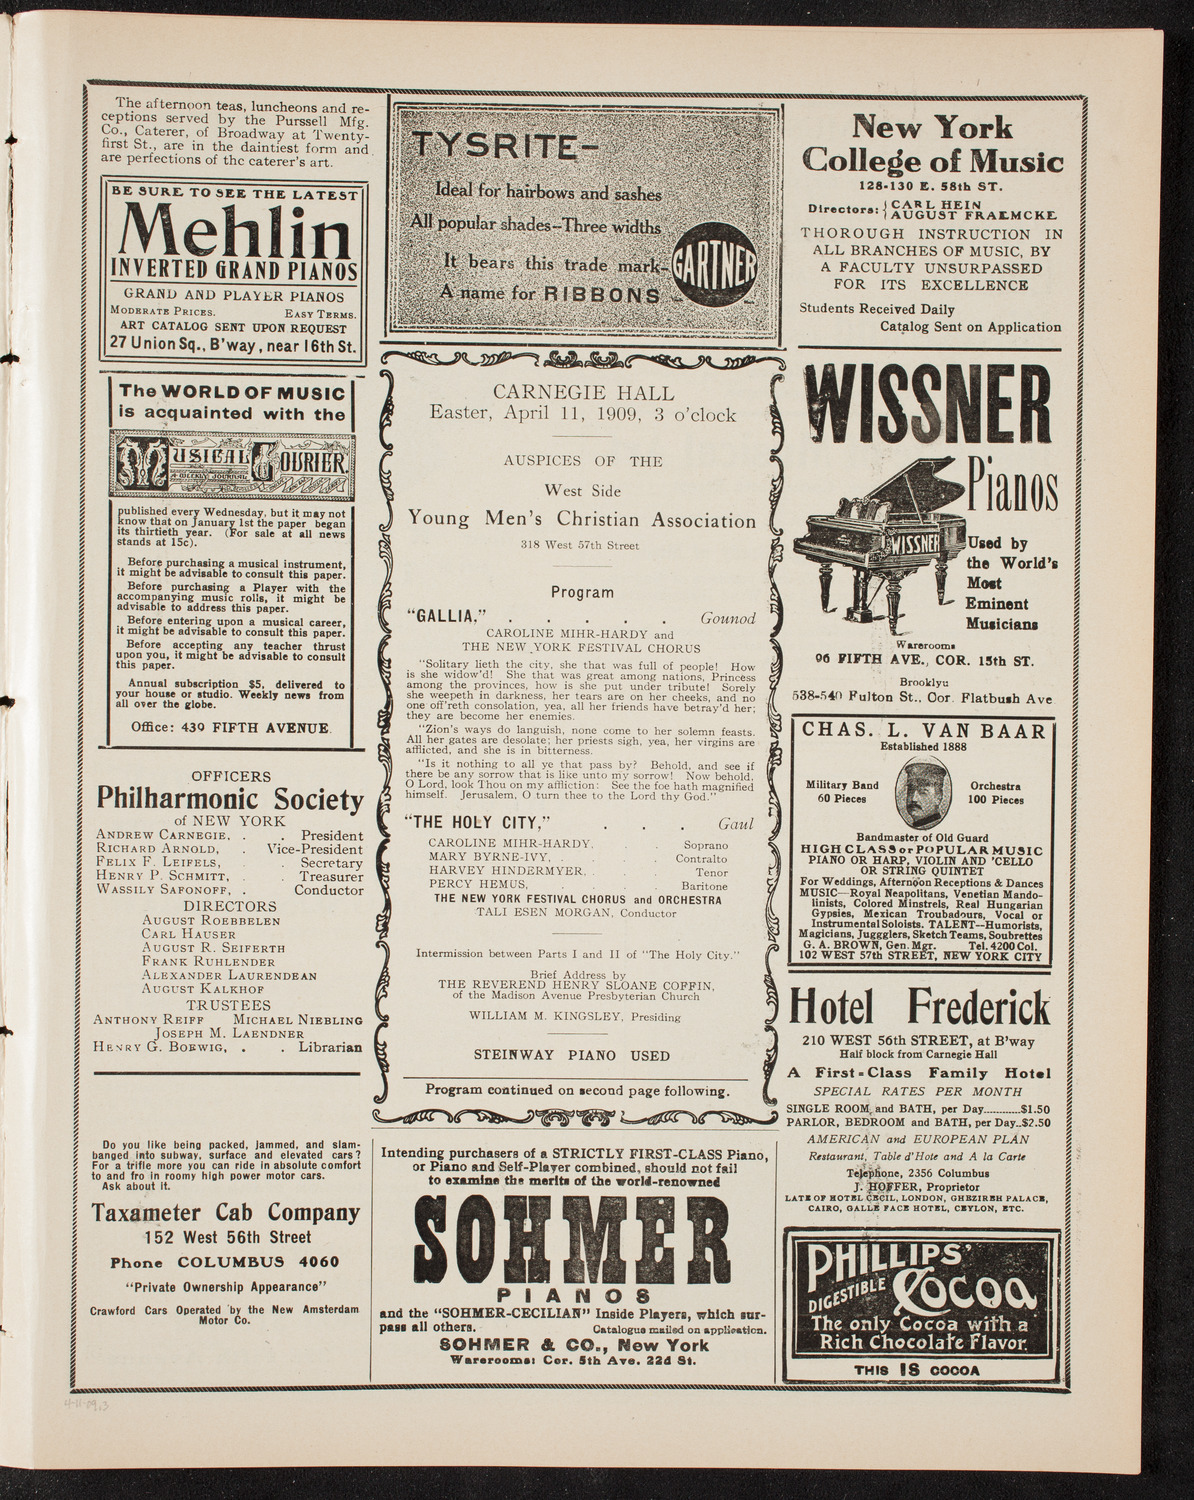 The afternoon teas, luncheons and re-
ceptions served by the Purssell Mfg.
Co., Caterer, of Broadway at Twenty-
first St., are in the daintiest form and
are perfections of the caterer's art.
BE SURE TO SEE THE LATEST
Mehlin
INVERTED GRAND PIANOS
GRAND AND PLAYER PIANOS
MODERATE PRICES. EASY TERMS.
ART CATALOG SENT UPON REQUEST
27 Union Sq., B'way, near 16th St.
The WORLD OF MUSIC
is acquainted with the
MUSICAL COURIER.
A WEEKLY JOURNAL
published every Wednesday, but it may not
know that on January 1st the paper began
its thirtieth year. (For sale at all news
stands at 15c).
Before purchasing a musical instrument,
it might be advisable to consult this paper.
Before purchasing a Player with the
accompanying music rolls, it might be
advisable to address this paper.
Before entering upon a musical career,
it might be advisable to consult this paper.
Before accepting any teacher thrust
upon you, it might be advisable to consult
this paper.
Annual subscription $5, delivered to
your house or studio. Weekly news from
all over the globe.
Office: 439 FIFTH AVENUE.
OFFICERS
Philharmonic Society
of NEW YORK
ANDREW CARNEGIE, . . President
RICHARD ARNOLD, . Vice-President
FELIX F. LEIFELS, . Secretary
HENRY P. SCHMITT, . Treasurer
WASSILY SAFONOFF, . Conductor
DIRECTORS
AUGUST ROEBBELEN
CARL HAUSER
AUGUST R. SEIFERTH
FRANK RUHLENDER
ALEXANDER LAURENDEAN
AUGUST KALKHOF
TRUSTEES
ANTHONY REIFF MICHAEL NIEBLING
JOSEPH M. LAENDNER
HENRY G. BOEWIG, . . Librarian
Do you like being packed, jammed, and slam-
banged into subway, surface and elevated cars?
For a trifle more you can ride in absolute comfort
to and fro in roomy high power motor cars.
Ask about it.
Taxameter Cab Company
152 West 56th Street
Phone COLUMBUS 4060
"Private Ownership Appearance"
Crawford Cars Operated by the New Amsterdam
Motor Co.
TYSRITE-
Ideal for hairbows and sashes
All popular shades--Three widths
It bears this trade mark-
A name for RIBBONS
GARTNER
CARNEGIE HALL
Easter, April 11, 1909, 3 o'clock
AUSPICES OF THE
West Side
Young Men's Christian Association
318 West 57th Street
Program
"GALLIA," . . . . . . Gounod
CAROLINE MIHR-HARDY and
THE NEW YORK FESTIVAL CHORUS
"Solitary lieth the city, she that was full of people! How
is she widow'd! She that was great among nations, Princess
among the provinces, how is she put under tribute! Sorely
she weepeth in darkness, her tears are on her cheeks, and no
one off'reth consolation, yea, all her friends have betray'd her;
they are become her enemies.
"Zion's ways do languish, none come to her solemn feasts.
All her gates are desolate; her priests sigh, yea, her virgins are
afflicted, and she is in bitterness.
"Is it nothing to all ye that pass by? Behold, and see if
there be any sorrow that is like unto my sorrow! Now behold,
O Lord, look Thou on my affliction: See the foe hath magnified
himself. Jerusalem, O turn thee to the Lord thy God."
"THE HOLY CITY," . . . Gaul
CAROLINE MIHR-HARDY, . . Soprano
MARY BYRNE-IVY, . . . . Contralto
HARVEY HINDERMYER, . . . Tenor
PERCY HEMUS, . . . . Baritone
THE NEW YORK FESTIVAL CHORUS and ORCHESTRA
TALI ESEN MORGAN, Conductor
Intermission between Parts I and II of "The Holy City."
Brief Address by
THE REVEREND HENRY SLOANE COFFIN,
of the Madison Avenue Presbyterian Church
WILLIAM M. KINGSLEY, Presiding
STEINWAY PIANO USED
Program continued on second page following.
Intending purchasers of a STRICTLY FIRST-CLASS Piano,
or Piano and Self-Player combined, should not fail
to examine the merits of the world-renowned
SOHMER
PIANOS
and the "SOHMER-CECILIAN" Inside Players, which sur-
pass all others. Catalogue mailed on application.
SOHMER & CO., New York
Warerooms: Cor. 5th Ave. 22d St.
New York
College of Music
128-130 E. 58th ST.
Directors: { CARL HEIN
{ AUGUST FRAEMCKE
THOROUGH INSTRUCTION IN
ALL BRANCHES OF MUSIC, BY
A FACULTY UNSURPASSED
FOR ITS EXCELLENCE
Students Received Daily
Catalog Sent on Application
WISSNER
Pianos
WISSNER
Used by
the World's
Most
Eminent
Musicians
Warerooms
96 FIFTH AVE., COR. 15th ST.
Brooklyn
538-540 Fulton St., Cor. Flatbush Ave
CHAS. L. VAN BAAR
Established 1888
Military Band
60 Pieces
Orchestra
100 Pieces
Bandmaster of Old Guard
HIGH CLASS or POPULAR MUSIC
PIANO OR HARP, VIOLIN AND 'CELLO
OR STRING QUINTET
For Weddings, Afternoon Receptions & Dances
MUSIC—Royal Neapolitans, Venetian Mando-
linists, Colored Minstrels, Real Hungarian
Gypsies, Mexican Troubadours, Vocal or
Instrumental Soloists. TALENT--Humorists,
Magicians, Juggglers, Sketch Teams, Soubrettes
G. A. BROWN, Gen. Mgr. Tel. 4200 Col.
102 WEST 57th STREET, NEW YORK CITY
Hotel Frederick
210 WEST 56th STREET, at B'way
Half block from Carnegie Hall
A First-Class Family Hotel
SPECIAL RATES PER MONTH
SINGLE ROOM and BATH, per Day............$1.50
PARLOR, BEDROOM and BATH, per Day..$2.50
AMERICAN and EUROPEAN PLAN
Restaurant, Table d'Hote and A la Carte
Telephone, 2356 Columbus
J. HOFFER, Proprietor
LATE OF HOTEL CECIL, LONDON, GHEZIREH PALACE,
CAIRO, GALLE FACE HOTEL, CEYLON, ETC.
PHILLIPS'
DIGESTIBLE Cocoa
The only Cocoa with a
Rich Chocolate Flavor.
THIS IS COCOA
4-11-09.3